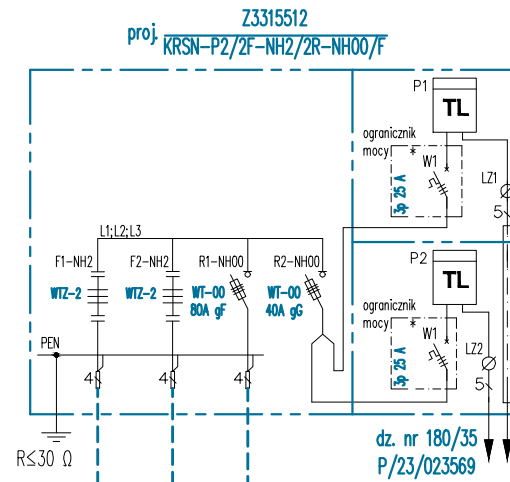 Z3315512
proj. KRSN-P2/2F-NH2/2R-NH00/F
P1
TL
ogranicznik
mocy
*
W1
3p 25 A
LZ1
5
L1;L2;L3
F1-NH2
F2-NH2
R1-NH00
R2-NH00
WTZ-2
WTZ-2
WT-00
80A gF
WT-00
40A gG
P2
TL
ogranicznik
mocy
*
W1
3p 25 A
LZ2
5
PEN
4
4
4
R≤30 Ω
dz. nr 180/35
P/23/023569